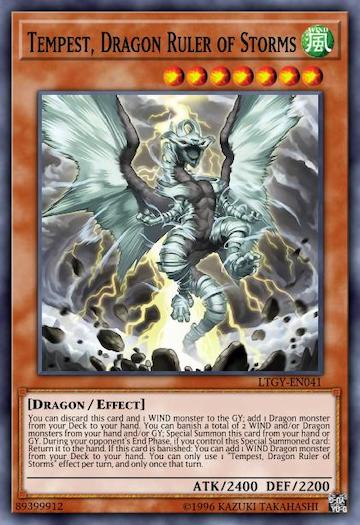 TEMPEST, DRAGON RULER OF STORMS
WIND
風
LTGY-EN041
[DRAGON / EFFECT]
You can discard this card and 1 WIND monster to the GY; add 1 Dragon monster
from your Deck to your hand. You can banish a total of 2 WIND and/or Dragon
monsters from your hand and/or GY; Special Summon this card from your hand or
GY. During your opponent's End Phase, if you control this Special Summoned card:
Return it to the hand. If this card is banished: You can add 1 WIND Dragon monster
from your Deck to your hand. You can only use 1 "Tempest, Dragon Ruler of
Storms" effect per turn, and only once that turn.
ATK/2400 DEF/2200
89399912
©1996 KAZUKI TAKAHASHI